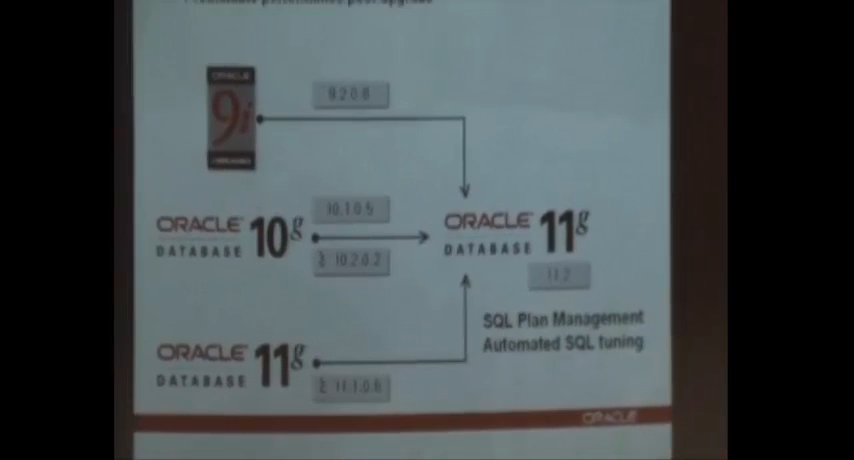 ORACLE
9i
9.2.0.8
ORACLE
DATABASE 10g
10.1.0.5
≥ 10.2.0.2
ORACLE
DATABASE 11g
11.2
SQL Plan Management
Automated SQL tuning
ORACLE
DATABASE 11g
≥ 11.1.0.6
ORACLE